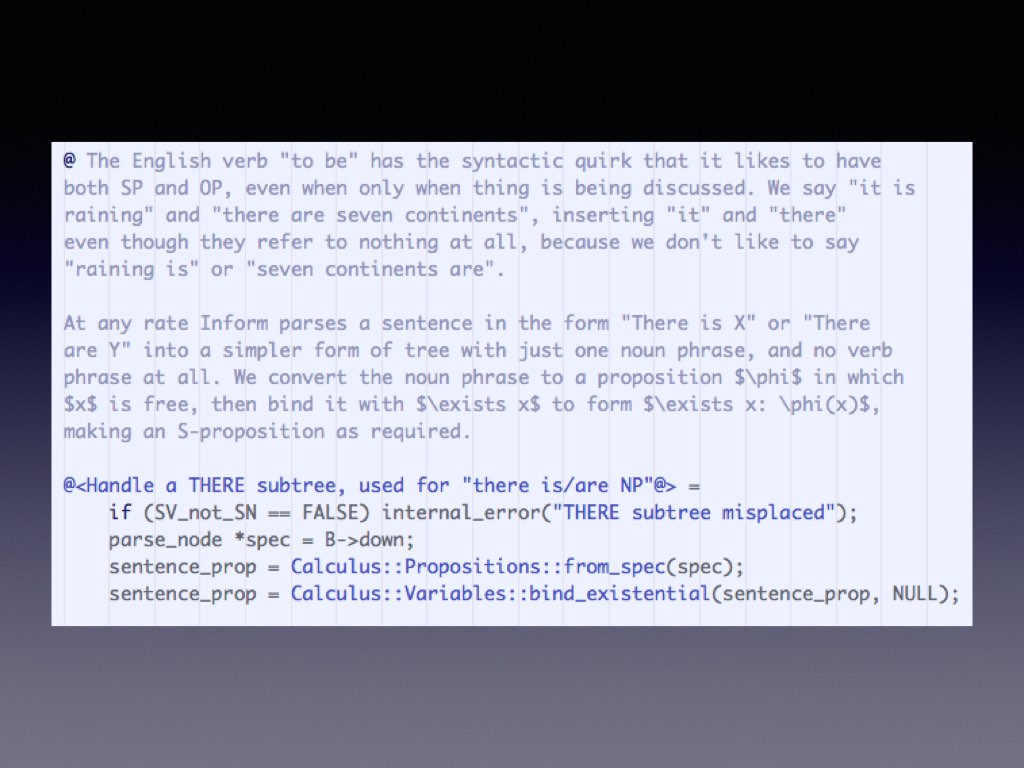 @ The English verb "to be" has the syntactic quirk that it likes to have
both SP and OP, even when only when thing is being discussed. We say "it is
raining" and "there are seven continents", inserting "it" and "there"
even though they refer to nothing at all, because we don't like to say
"raining is" or "seven continents are".
At any rate Inform parses a sentence in the form "There is X" or "There
are Y" into a simpler form of tree with just one noun phrase, and no verb
phrase at all. We convert the noun phrase to a proposition $\phi$ in which
$x$ is free, then bind it with $\exists x$ to form $\exists x: \phi(x)$,
making an S-proposition as required.
@<Handle a THERE subtree, used for "there is/are NP"@> =
if (SV_not_SN == FALSE) internal_error("THERE subtree misplaced");
parse_node *spec = B->down;
sentence_prop = Calculus::Propositions::from_spec(spec);
sentence_prop = Calculus::Variables::bind_existential(sentence_prop, NULL);